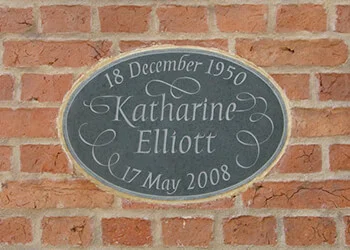 18 December 1950
Katharine
Elliott
17 May 2008